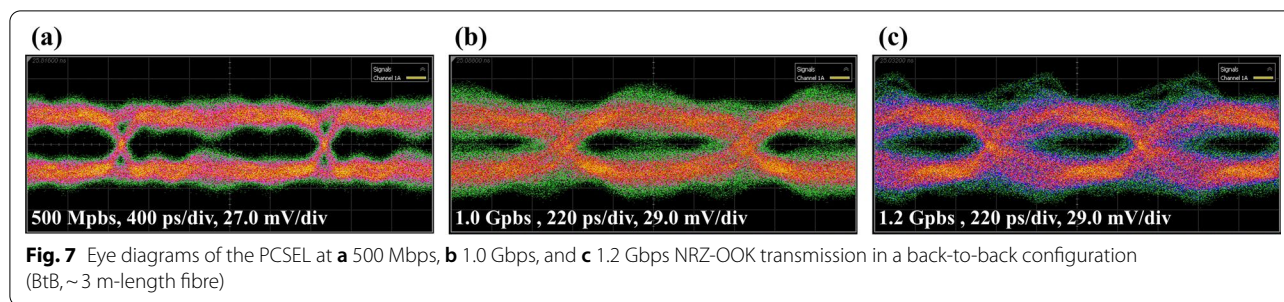 (a)
(b)
(c)
25.01600 ns
Signals
Channel 1A
Signals
Channel 1A
Signals
Channel 1A
500 Mpbs, 400 ps/div, 27.0 mV/div
1.0 Gpbs , 220 ps/div, 29.0 mV/div
1.2 Gpbs , 220 ps/div, 29.0 mV/div
Fig. 7 Eye diagrams of the PCSEL at a 500 Mbps, b 1.0 Gbps, and c 1.2 Gbps NRZ-OOK transmission in a back-to-back configuration
(BtB, ~ 3 m-length fibre)